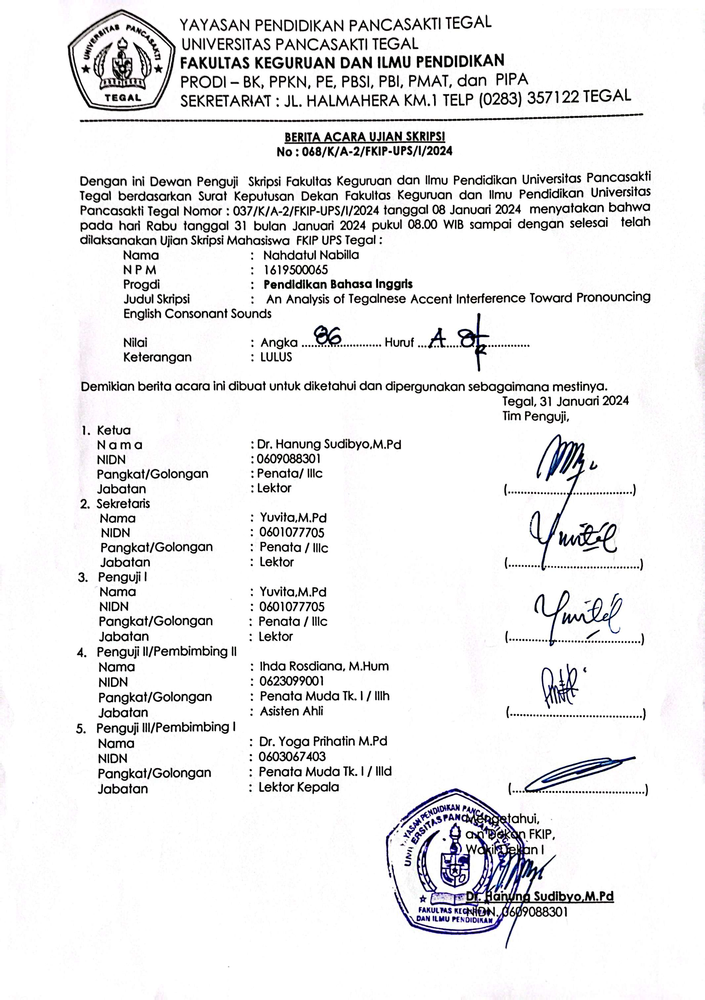 UNIVERSITAS PANCASAKTI
TEGAL
YAYASAN PENDIDIKAN PANCASAKTI TEGAL
UNIVERSITAS PANCASAKTI TEGAL
FAKULTAS KEGURUAN DAN ILMU PENDIDIKAN
PRODI – BK, PPKN, PE, PBSI, PBI, PMAT, dan PIPA
SEKRETARIAT : JL. HALMAHERA KM.1 TELP (0283) 357122 TEGAL
BERITA ACARA UJIAN SKRIPSI
No : 068/K/A-2/FKIP-UPS/I/2024
Dengan ini Dewan Penguji Skripsi Fakultas Keguruan dan Ilmu Pendidikan Universitas Pancasakti
Tegal berdasarkan Surat Keputusan Dekan Fakultas Keguruan dan Ilmu Pendidikan Universitas
Pancasakti Tegal Nomor : 037/K/A-2/FKIP-UPS/I/2024 tanggal 08 Januari 2024 menyatakan bahwa
pada hari Rabu tanggal 31 bulan Januari 2024 pukul 08.00 WIB sampai dengan selesai telah
dilaksanakan Ujian Skripsi Mahasiswa FKIP UPS Tegal :
Nama : Nahdatul Nabilla
N P M : 1619500065
Progdi : Pendidikan Bahasa Inggris
Judul Skripsi : An Analysis of Tegalnese Accent Interference Toward Pronouncing
English Consonant Sounds
Nilai : Angka ...86... Huruf ...A...
Keterangan : LULUS
Demikian berita acara ini dibuat untuk diketahui dan dipergunakan sebagaimana mestinya.
Tegal, 31 Januari 2024
Tim Penguji,
1. Ketua
N a m a : Dr. Hanung Sudibyo,M.Pd
NIDN : 0609088301
Pangkat/Golongan : Penata/ IIIc
Jabatan : Lektor (......................................)
2. Sekretaris
Nama : Yuvita,M.Pd
NIDN : 0601077705
Pangkat/Golongan : Penata / IIIc
Jabatan : Lektor (........................................)
3. Penguji I
Nama : Yuvita,M.Pd
NIDN : 0601077705
Pangkat/Golongan : Penata / IIIc
Jabatan : Lektor (........................................)
4. Penguji II/Pembimbing II
Nama : Ihda Rosdiana, M.Hum
NIDN : 0623099001
Pangkat/Golongan : Penata Muda Tk. I / IIIh
Jabatan : Asisten Ahli (........................................)
5. Penguji III/Pembimbing I
Nama : Dr. Yoga Prihatin M.Pd
NIDN : 0603067403
Pangkat/Golongan : Penata Muda Tk. I / IIId
Jabatan : Lektor Kepala (........................................)
Mengetahui,
a.n Dekan FKIP,
Wakil Dekan I
Dr. Hanung Sudibyo,M.Pd
NIDN. 0609088301
YAYASAN PENDIDIKAN PANCASAKTI TEGAL
UNIVERSITAS PANCASAKTI TEGAL
FAKULTAS KEGURUAN
DAN ILMU PENDIDIKAN